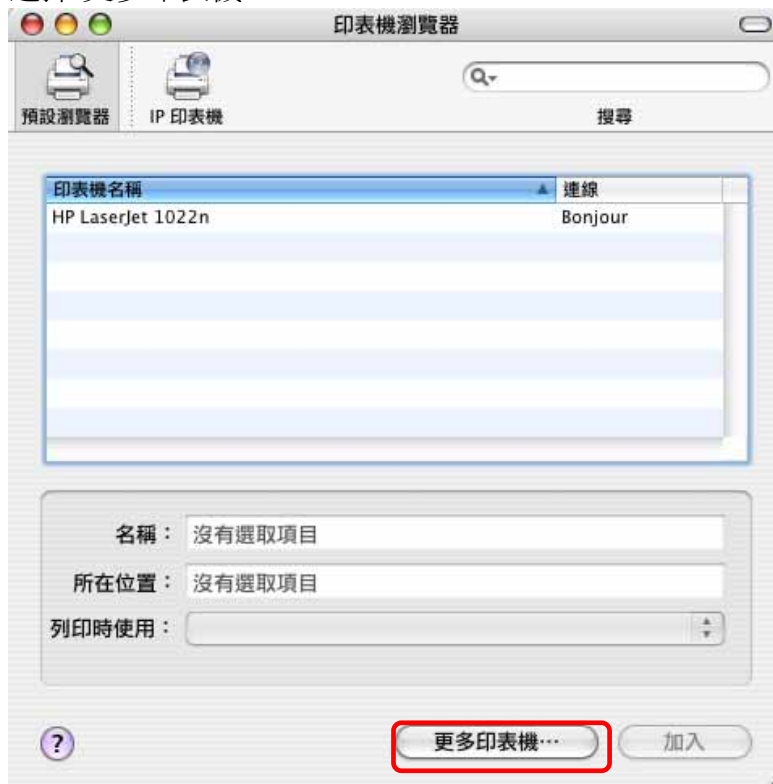 印表機瀏覽器
預設瀏覽器 IP 印表機 搜尋
印表機名稱 連線
HP LaserJet 1022n Bonjour
名稱： 沒有選取項目
所在位置： 沒有選取項目
列印時使用：
? 更多印表機… 加入